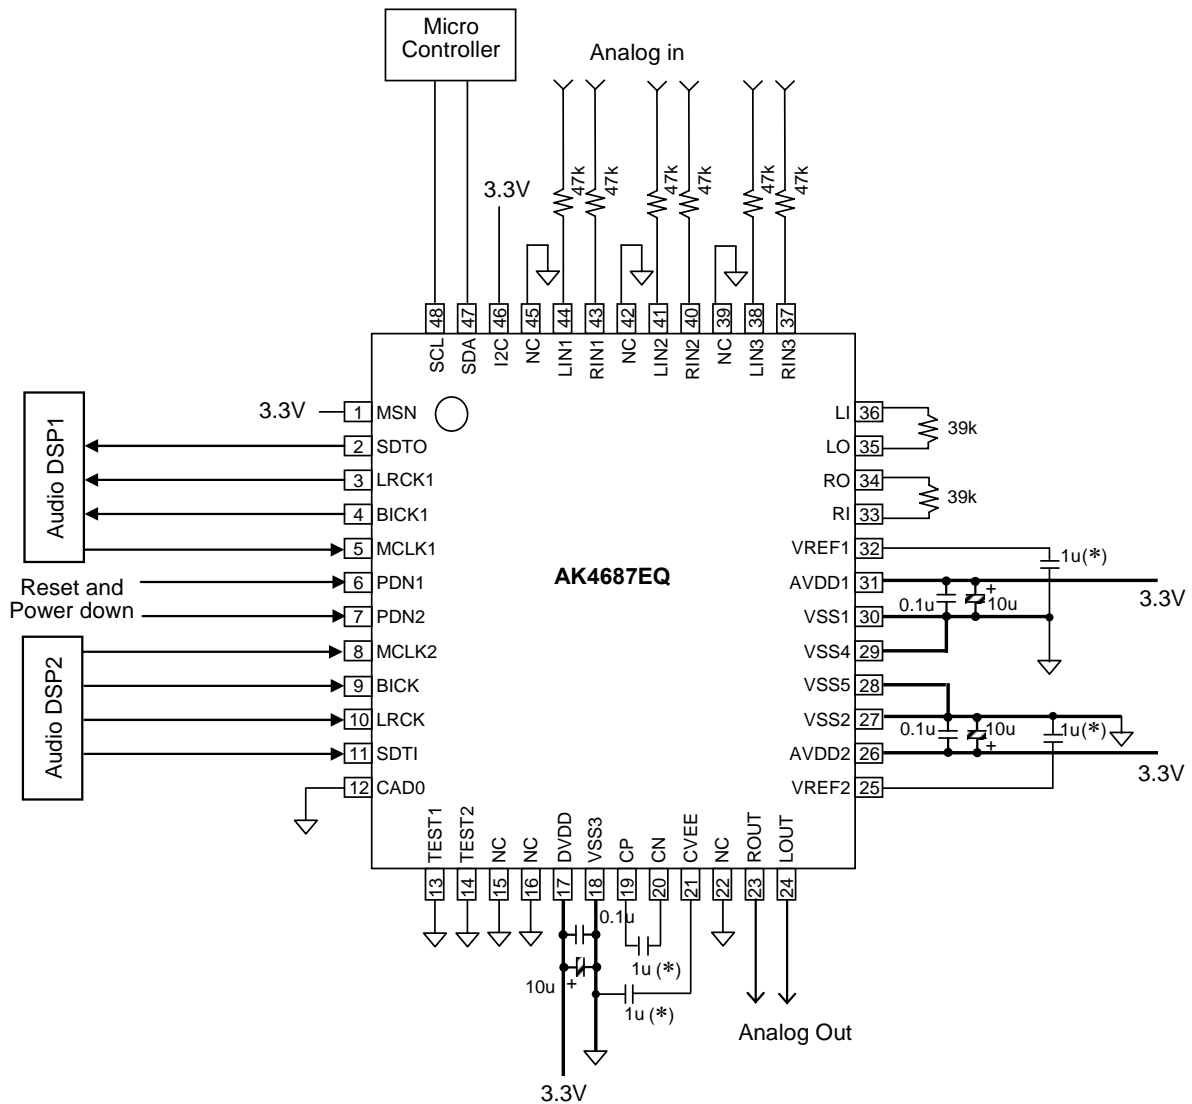 Micro
Controller
Analog in
47k
47k
47k
47k
47k
47k
3.3V
48
47
46
45
44
43
42
41
40
39
38
37
SCL
SDA
I2C
NC
LIN1
RIN1
NC
LIN2
RIN2
NC
LIN3
RIN3
Audio DSP1
3.3V
1 MSN
2 SDTO
3 LRCK1
4 BICK1
5 MCLK1
Reset and
Power down
6 PDN1
7 PDN2
Audio DSP2
8 MCLK2
9 BICK
10 LRCK
11 SDTI
12 CAD0
AK4687EQ
LI 36
LO 35
39k
RO 34
RI 33
39k
VREF1 32
1u(*)
AVDD1 31
3.3V
0.1u
+
10u
VSS1 30
VSS4 29
VSS5 28
VSS2 27
0.1u
10u
+
1u(*)
AVDD2 26
3.3V
VREF2 25
TEST1
TEST2
NC
NC
DVDD
VSS3
CP
CN
CVEE
NC
ROUT
LOUT
13
14
15
16
17
18
19
20
21
22
23
24
0.1u
10u
+
1u (*)
1u (*)
Analog Out
3.3V